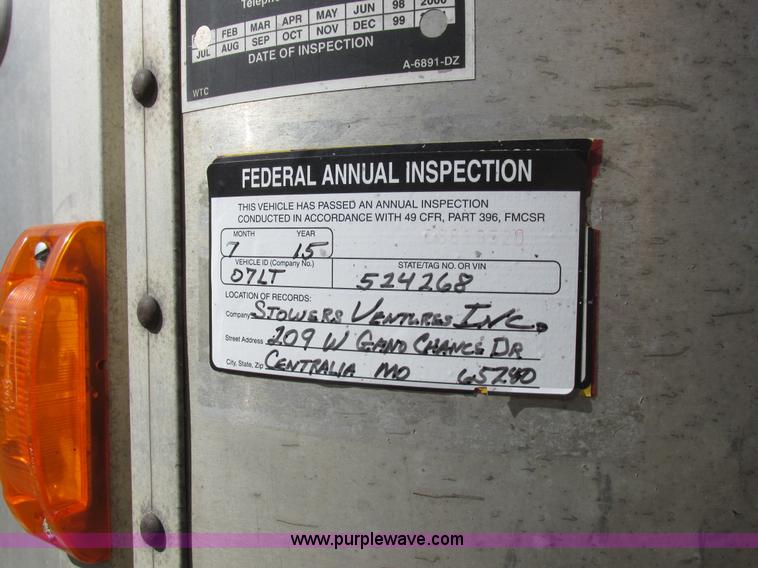 Telephone
FEB MAR APR MAY JUN 98 2000
JUL AUG SEP OCT NOV DEC 99
DATE OF INSPECTION
A-6891-DZ
WTC
FEDERAL ANNUAL INSPECTION
THIS VEHICLE HAS PASSED AN ANNUAL INSPECTION
CONDUCTED IN ACCORDANCE WITH 49 CFR, PART 396, FMCSR
MONTH YEAR
7 15
VEHICLE ID (Company No.) STATE/TAG NO. OR VIN
07LT 524268
LOCATION OF RECORDS:
Company STOWERS VENTURES INC.
Street Address 209 W GANO CHANCE DR
City, State, Zip CENTRALIA MO 65240
www.purplewave.com